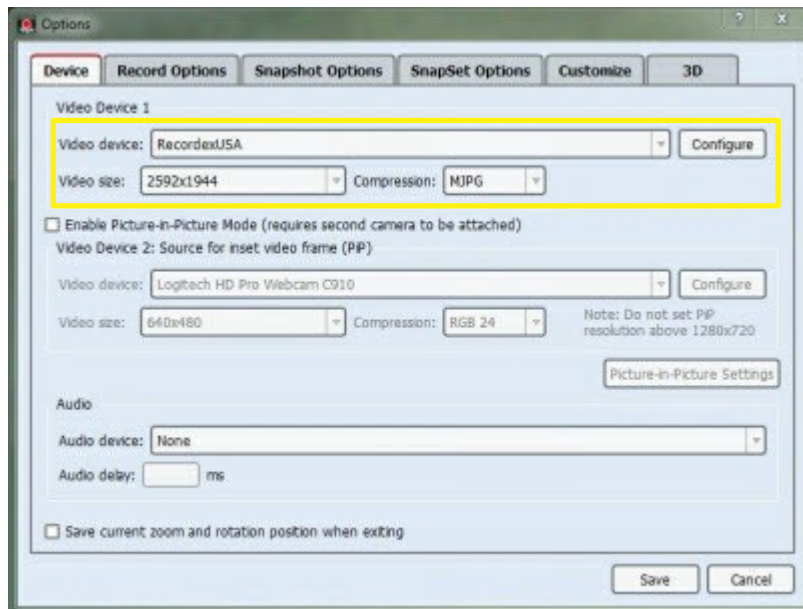 Options
Device Record Options Snapshot Options SnapSet Options Customize 3D
Video Device 1
Video device: RecordexUSA Configure
Video size: 2592x1944 Compression: MJPG
Enable Picture-in-Picture Mode (requires second camera to be attached)
Video Device 2: Source for inset video frame (PiP)
Video device: Logitech HD Pro Webcam C910 Configure
Video size: 640x480 Compression: RGB 24 Note: Do not set PiP
resolution above 1280x720
Picture-in-Picture Settings
Audio
Audio device: None
Audio delay: ms
Save current zoom and rotation position when exiting
Save Cancel